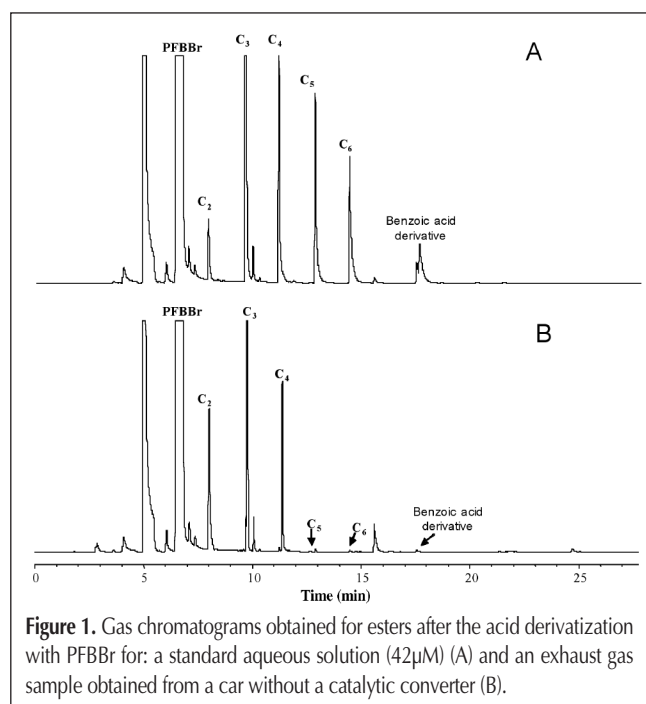 A
PFBBr
C₂
C₃
C₄
C₅
C₆
Benzoic acid
derivative
B
PFBBr
C₂
C₃
C₄
C₅
C₆
Benzoic acid
derivative
0 5 10 15 20 25
Time (min)
Figure 1. Gas chromatograms obtained for esters after the acid derivatization
with PFBBr for: a standard aqueous solution (42µM) (A) and an exhaust gas
sample obtained from a car without a catalytic converter (B).